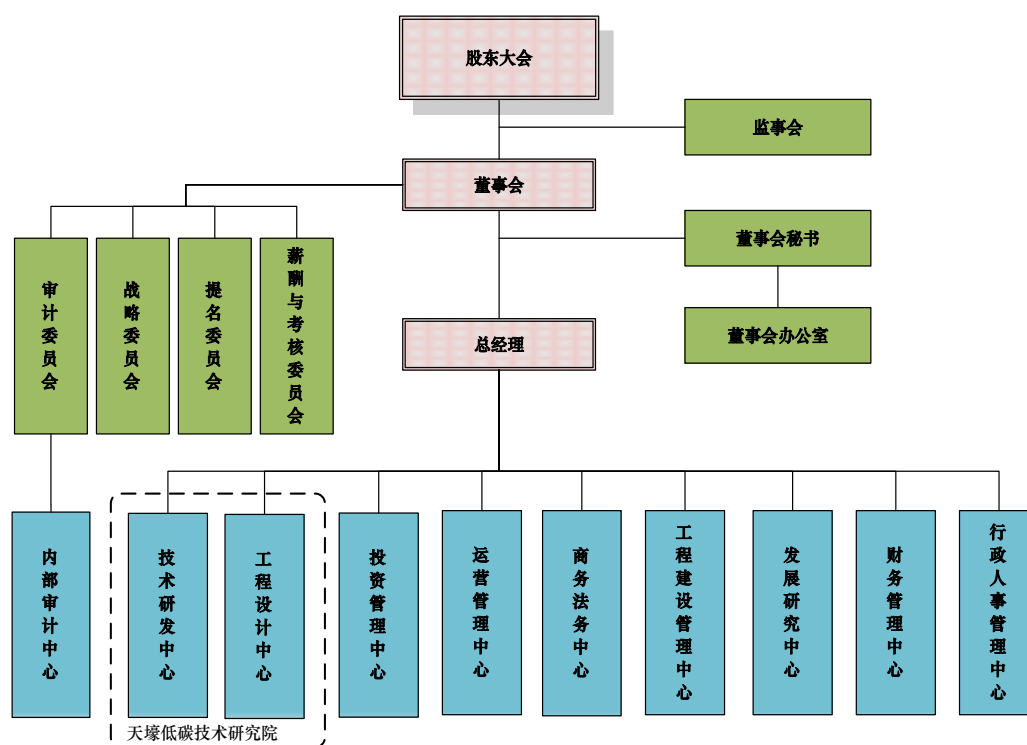 股东大会
监事会
董事会
董事会秘书
董事会办公室
总经理
审计委员会
战略委员会
提名委员会
薪酬与考核委员会
内部审计中心
技术研发中心
工程设计中心
投资管理中心
运营管理中心
商务法务中心
工程建设管理中心
发展研究中心
财务管理中心
行政人事管理中心
天壕低碳技术研究院